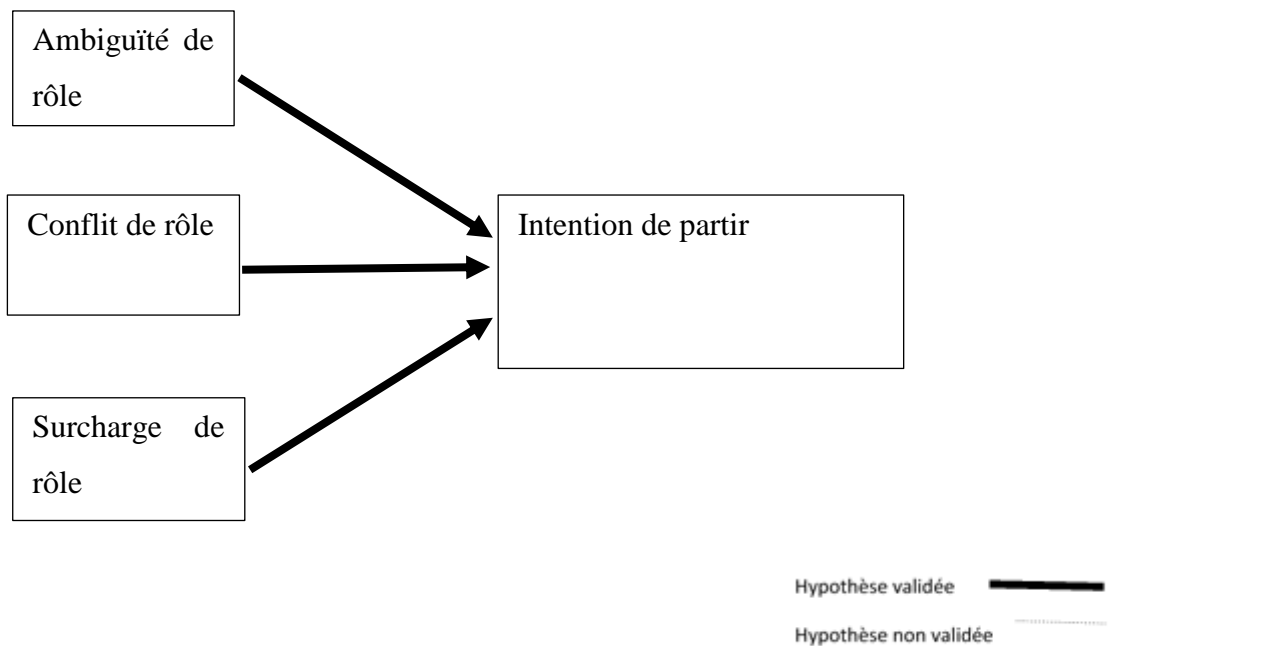 Ambiguïté de
rôle
Conflit de rôle
Intention de partir
Surcharge de
rôle
Hypothèse validée
Hypothèse non validée